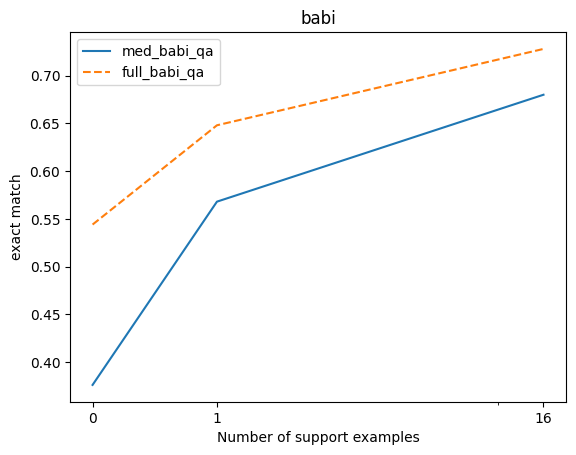 babi
med_babi_qa
full_babi_qa
exact match
0.70
0.65
0.60
0.55
0.50
0.45
0.40
0
1
16
Number of support examples